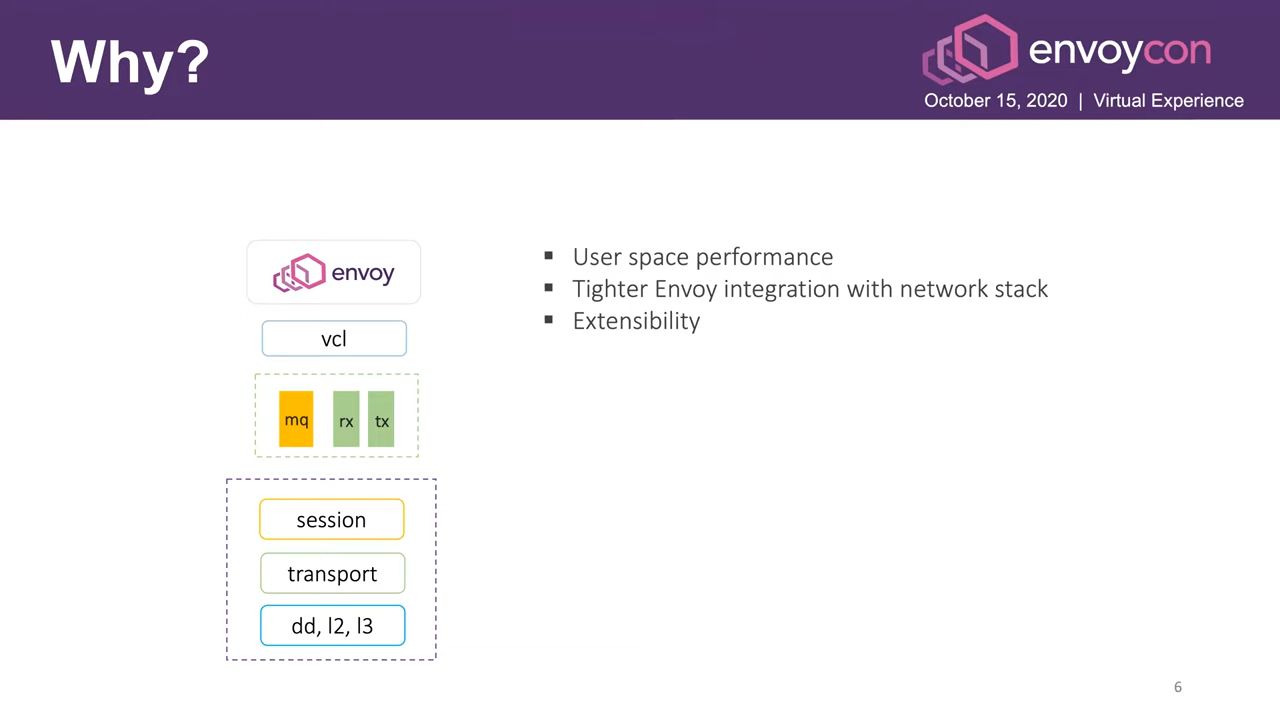 Why?
envoycon
October 15, 2020 | Virtual Experience
envoy
vcl
mq rx tx
session
transport
dd, l2, l3
▪ User space performance
▪ Tighter Envoy integration with network stack
▪ Extensibility
6